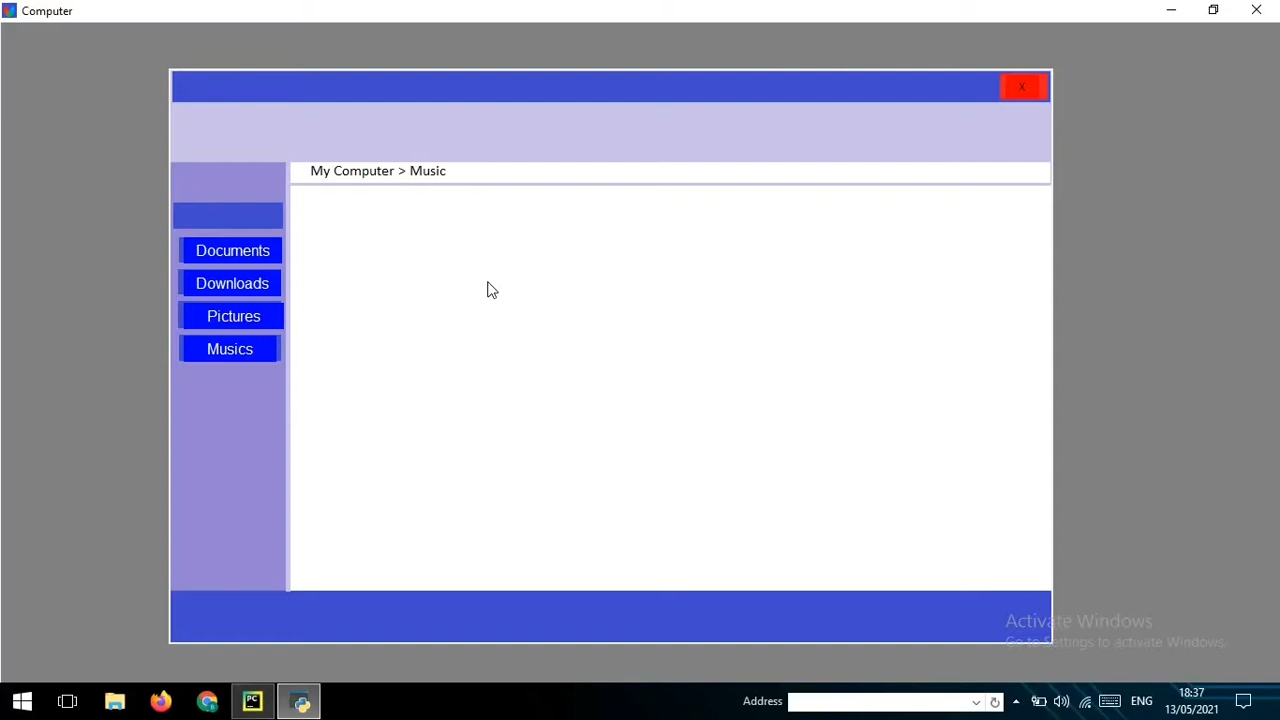 Computer
X
My Computer > Music
Documents
Downloads
Pictures
Musics
Activate Windows
Go to Settings to activate Windows.
PC
Address
ENG
18:37
13/05/2021